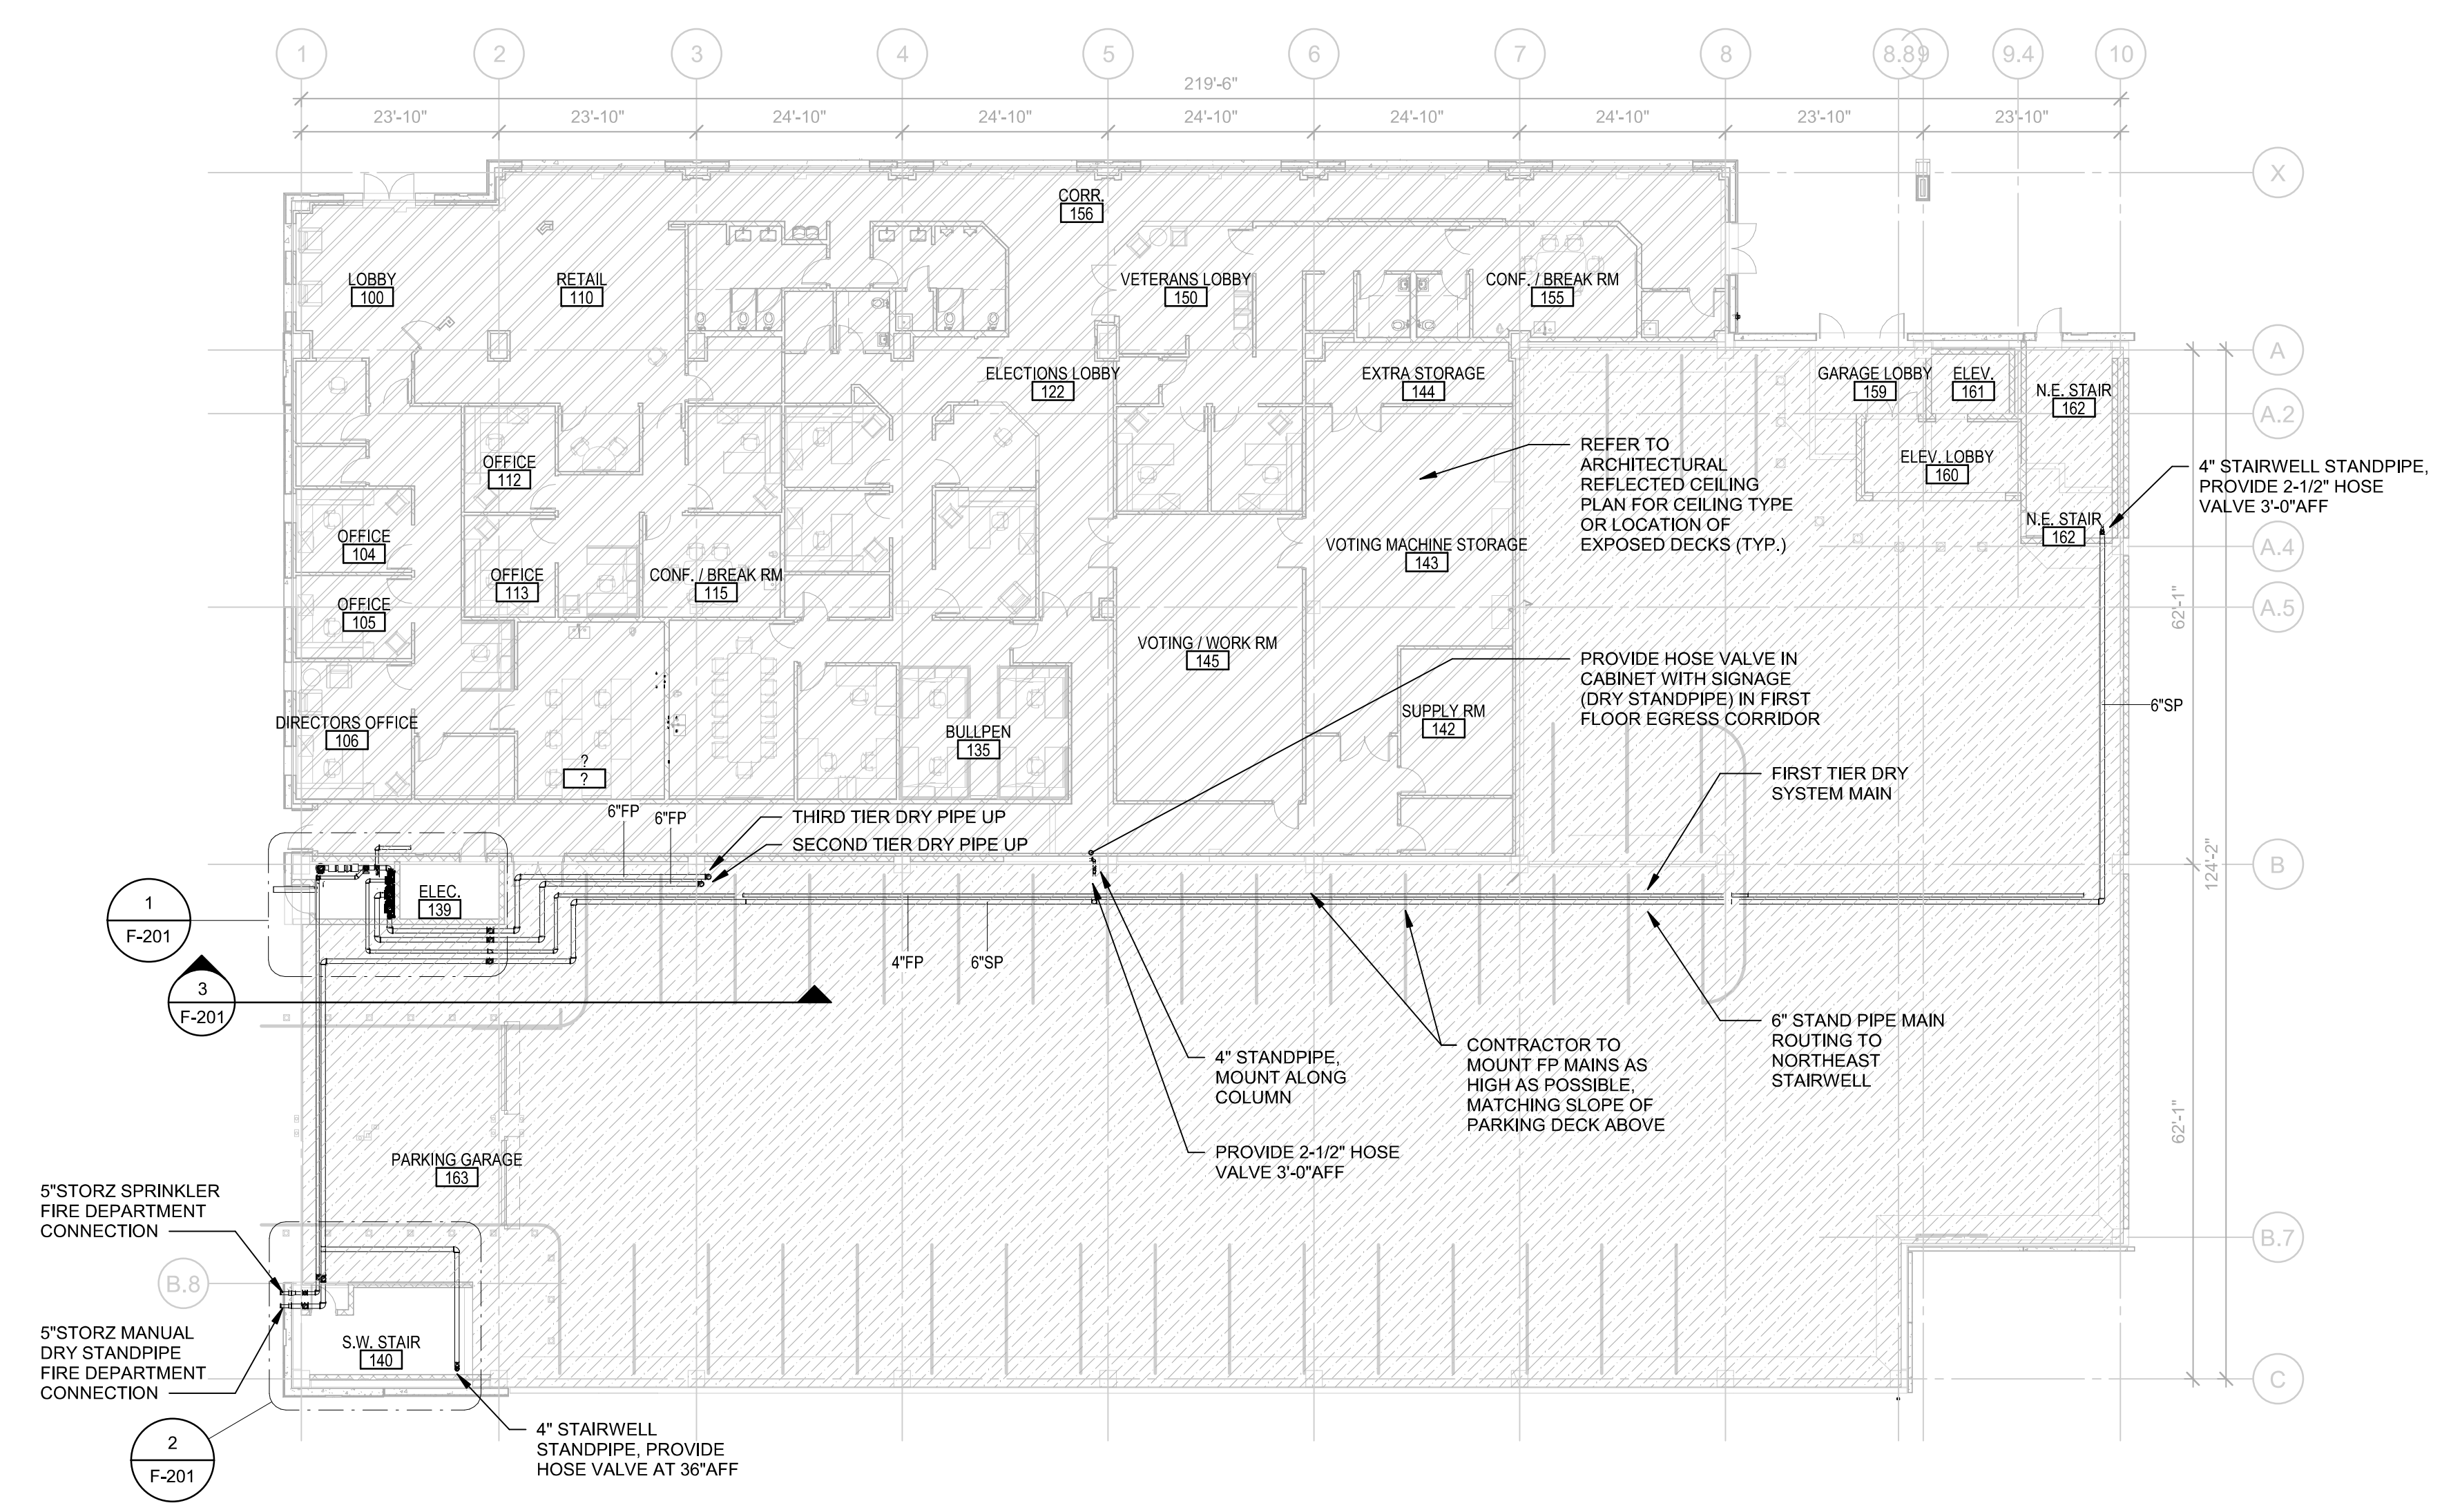 1 2 3 4 5 6 7 8 8.8 9 9.4 10
219'-6"
23'-10" 23'-10" 24'-10" 24'-10" 24'-10" 24'-10" 24'-10" 23'-10" 23'-10"
X
CORR.
156
LOBBY
100
RETAIL
110
VETERANS LOBBY
150
CONF. / BREAK RM
155
A
ELECTIONS LOBBY
122
EXTRA STORAGE
144
GARAGE LOBBY
159
ELEV.
161
N.E. STAIR
162
A.2
OFFICE
112
REFER TO
ARCHITECTURAL
REFLECTED CEILING
PLAN FOR CEILING TYPE
OR LOCATION OF
EXPOSED DECKS (TYP.)
ELEV. LOBBY
160
4" STAIRWELL STANDPIPE,
PROVIDE 2-1/2" HOSE
VALVE 3'-0"AFF
N.E. STAIR
162
OFFICE
104
VOTING MACHINE STORAGE
143
A.4
OFFICE
113
CONF. / BREAK RM
115
OFFICE
105
A.5
62'-1"
VOTING / WORK RM
145
PROVIDE HOSE VALVE IN
CABINET WITH SIGNAGE
(DRY STANDPIPE) IN FIRST
FLOOR EGRESS CORRIDOR
6"SP
DIRECTORS OFFICE
106
SUPPLY RM
142
BULLPEN
135
?
?
FIRST TIER DRY
SYSTEM MAIN
6"FP
6"FP
THIRD TIER DRY PIPE UP
SECOND TIER DRY PIPE UP
B
124'-2"
ELEC.
139
1
F-201
4"FP
6"SP
3
F-201
4" STANDPIPE,
MOUNT ALONG
COLUMN
CONTRACTOR TO
MOUNT FP MAINS AS
HIGH AS POSSIBLE,
MATCHING SLOPE OF
PARKING DECK ABOVE
6" STAND PIPE MAIN
ROUTING TO
NORTHEAST
STAIRWELL
62'-1"
PROVIDE 2-1/2" HOSE
VALVE 3'-0"AFF
PARKING GARAGE
163
5"STORZ SPRINKLER
FIRE DEPARTMENT
CONNECTION
B.7
B.8
5"STORZ MANUAL
DRY STANDPIPE
FIRE DEPARTMENT
CONNECTION
S.W. STAIR
140
C
4" STAIRWELL
STANDPIPE, PROVIDE
HOSE VALVE AT 36"AFF
2
F-201